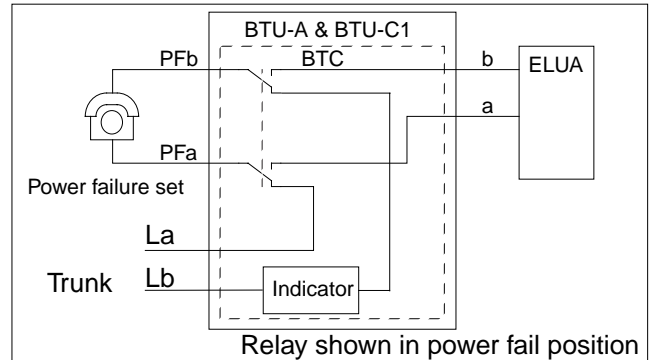 BTU-A & BTU-C1
PFb
BTC
b
ELUA
a
PFa
Power failure set
La
Trunk
Lb
Indicator
Relay shown in power fail position